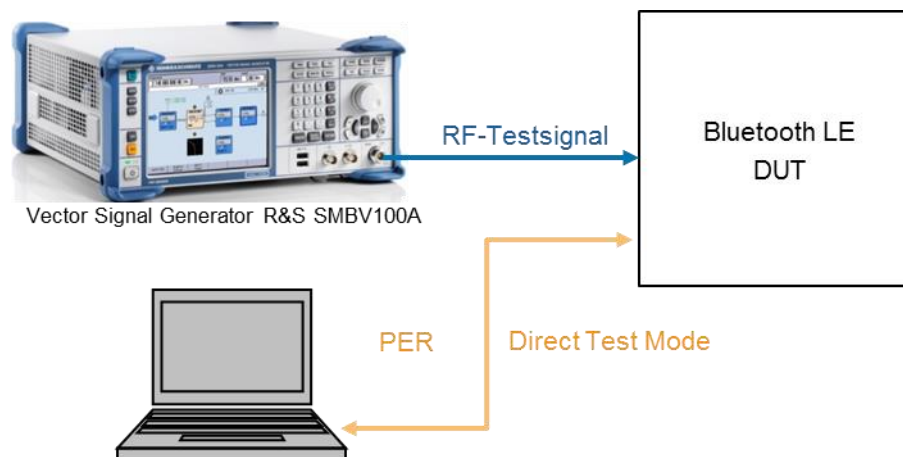 RF-Testsignal
Bluetooth LE
DUT
Vector Signal Generator R&S SMBV100A
PER
Direct Test Mode